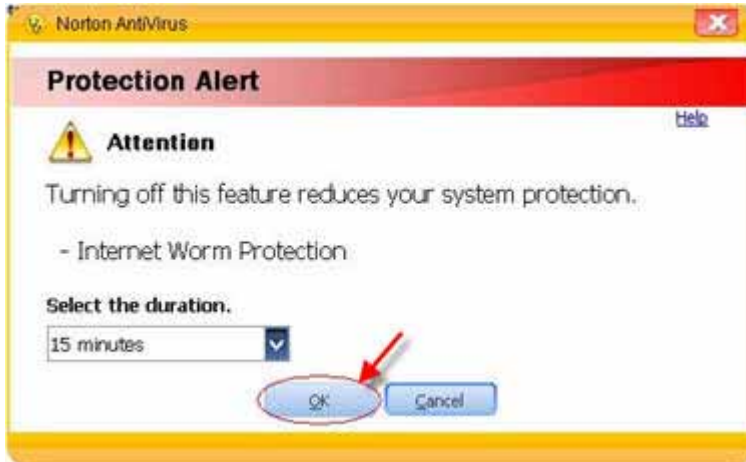 Norton AntiVirus
Protection Alert
Help
Attention
Turning off this feature reduces your system protection.
- Internet Worm Protection
Select the duration.
15 minutes
OK Cancel